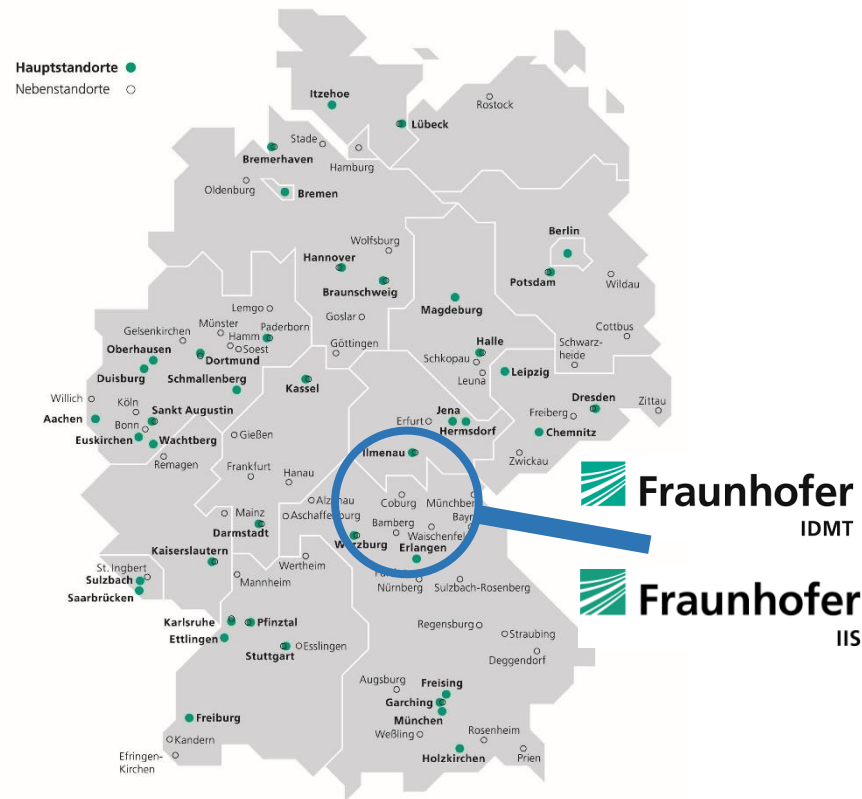 Hauptstandorte
Nebenstandorte
Itzehoe
Rostock
Lübeck
Stade
Bremerhaven
Hamburg
Oldenburg
Bremen
Berlin
Wolfsburg
Hannover
Potsdam
Wildau
Braunschweig
Magdeburg
Lemgo
Goslar
Münster
Paderborn
Gelsenkirchen
Hamm
Cottbus
Oberhausen
Soest
Göttingen
Halle
Schwarz-
heide
Dortmund
Schkopau
Duisburg
Schmallenberg
Kassel
Leuna
Leipzig
Willich
Köln
Dresden
Zittau
Sankt Augustin
Jena
Freiberg
Aachen
Bonn
Erfurt
Hermsdorf
Chemnitz
Euskirchen
Wachtberg
Gießen
Ilmenau
Zwickau
Remagen
Frankfurt
Hanau
Fraunhofer
IDMT
Coburg
Mainz
Aschaffenburg
Bamberg
Darmstadt
Würzburg
Erlangen
Kaiserslautern
Wertheim
St. Ingbert
Mannheim
Sulzbach
Nürnberg
Sulzbach-Rosenberg
Fraunhofer
IIS
Saarbrücken
Karlsruhe
Pfinztal
Regensburg
Straubing
Ettlingen
Esslingen
Stuttgart
Deggendorf
Augsburg
Freising
Garching
Freiburg
München
Kandern
Weßling
Rosenheim
Efringen-
Kirchen
Holzkirchen
Prien